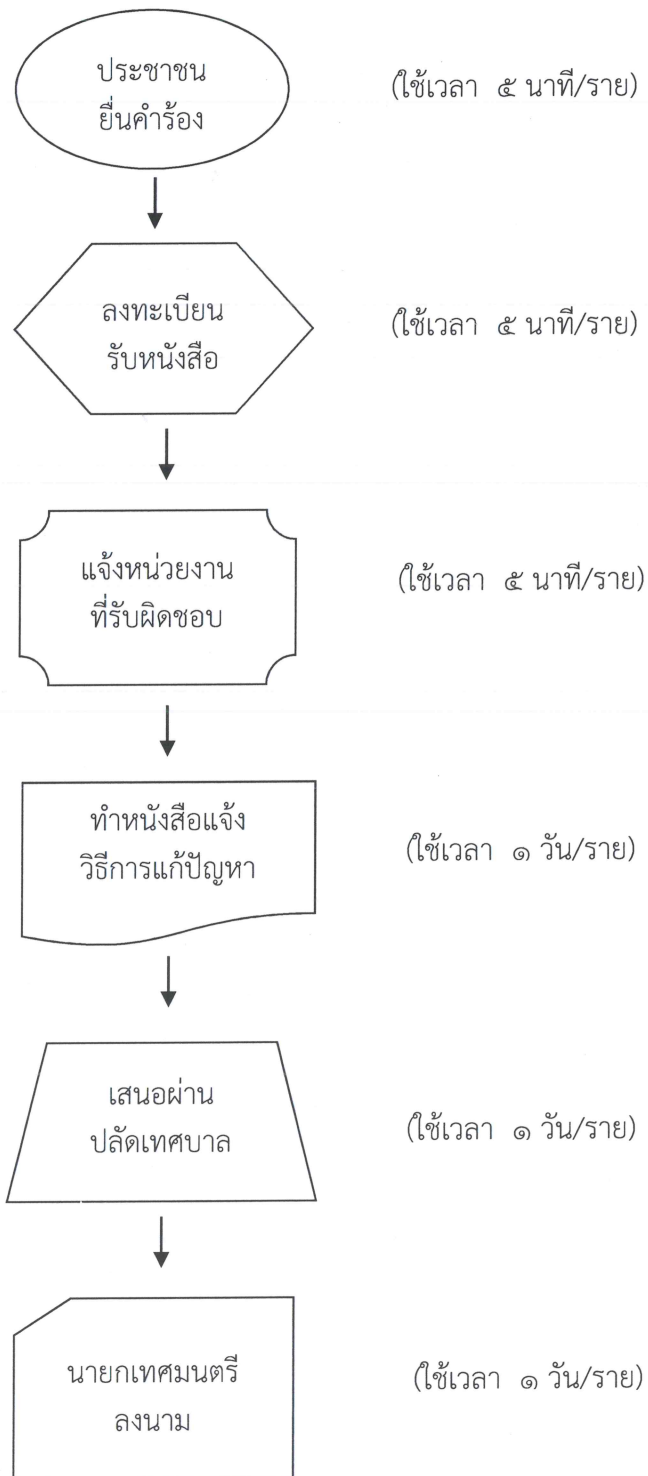 ประชาชน
ยื่นคำร้อง
(ใช้เวลา ๕ นาที/ราย)
ลงทะเบียน
รับหนังสือ
(ใช้เวลา ๕ นาที/ราย)
แจ้งหน่วยงาน
ที่รับผิดชอบ
(ใช้เวลา ๕ นาที/ราย)
ทำหนังสือแจ้ง
วิธีการแก้ปัญหา
(ใช้เวลา ๑ วัน/ราย)
เสนอผ่าน
ปลัดเทศบาล
(ใช้เวลา ๑ วัน/ราย)
นายกเทศมนตรี
ลงนาม
(ใช้เวลา ๑ วัน/ราย)